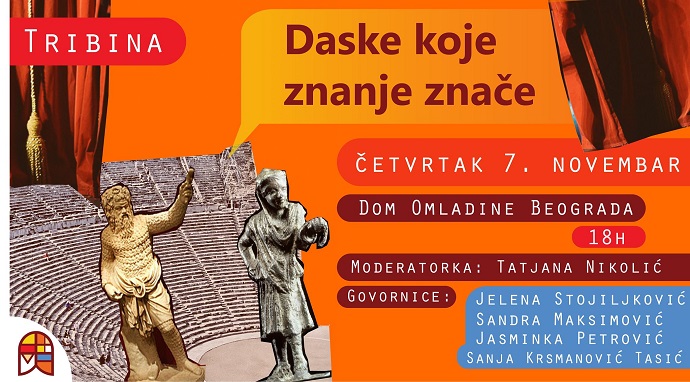 Tribina
Daske koje
znanje znače
četvrtak 7. novembar
Dom Omladine Beograda
18h
Moderatorka: Tatjana Nikolić
Govornice:
Jelena Stojiljković
Sandra Maksimović
Jasminka Petrović
Sanja Krsmanović Tasić